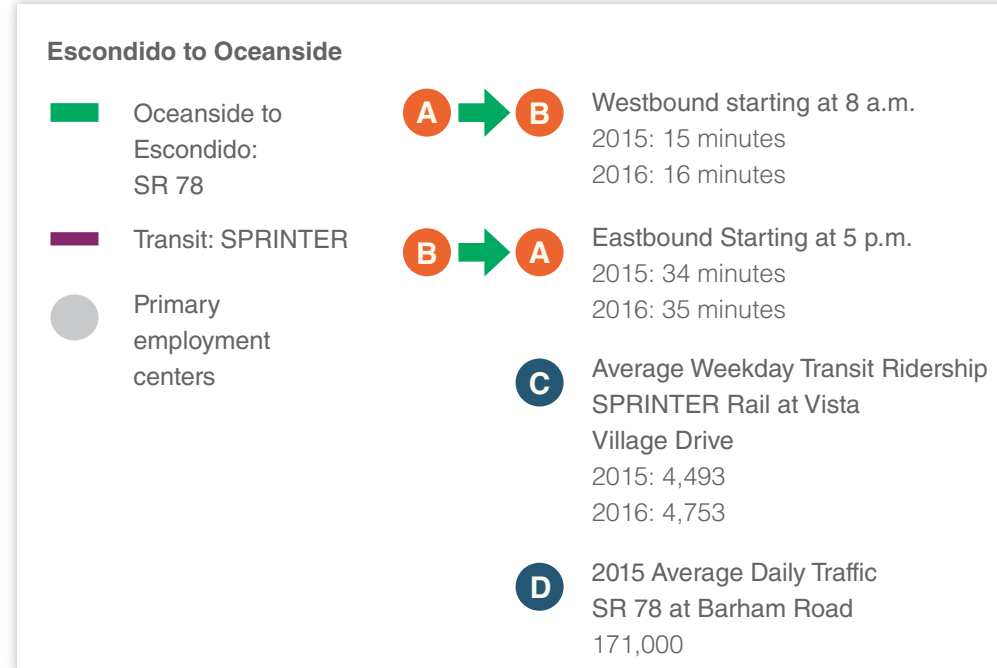 Escondido to Oceanside
Oceanside to
Escondido:
SR 78
Transit: SPRINTER
Primary
employment
centers
A B
Westbound starting at 8 a.m.
2015: 15 minutes
2016: 16 minutes
B A
Eastbound Starting at 5 p.m.
2015: 34 minutes
2016: 35 minutes
C
Average Weekday Transit Ridership
SPRINTER Rail at Vista
Village Drive
2015: 4,493
2016: 4,753
D
2015 Average Daily Traffic
SR 78 at Barham Road
171,000